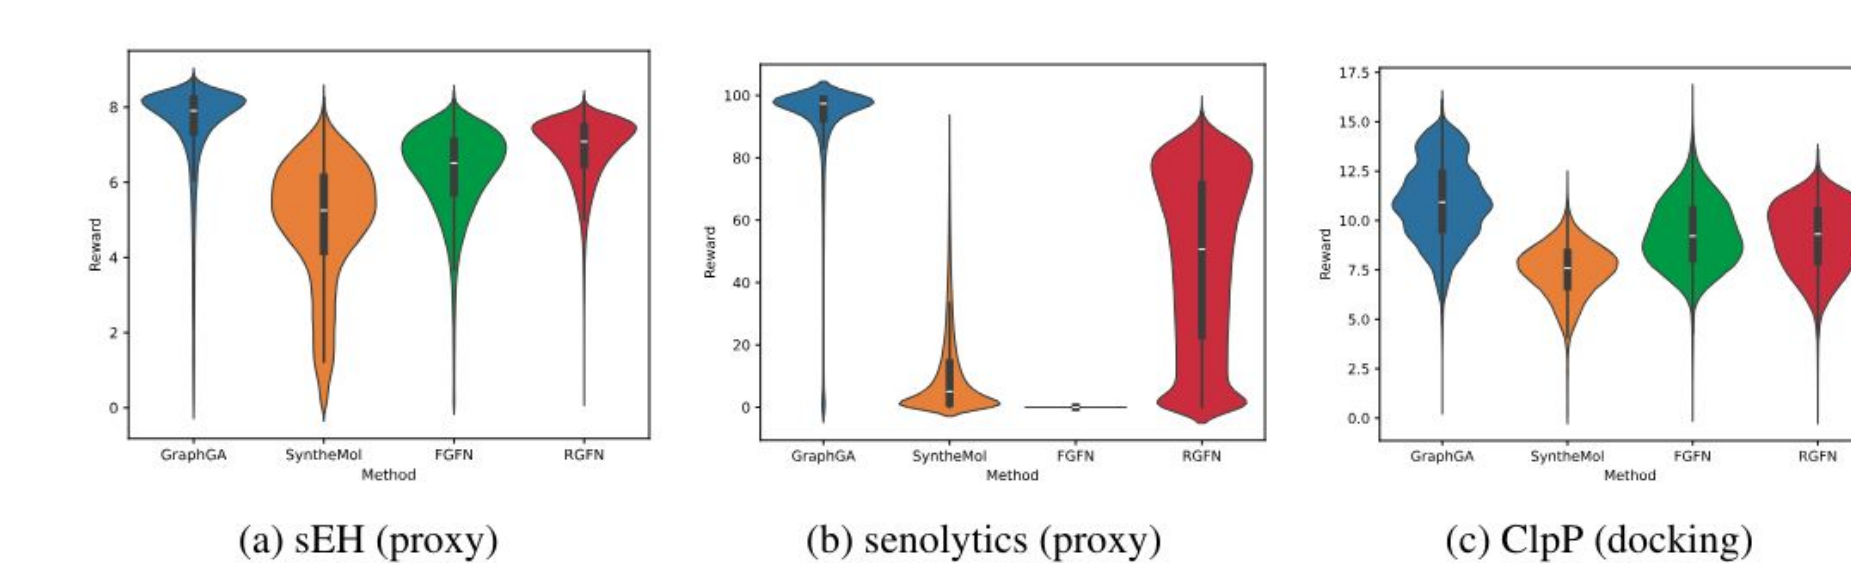 8
6
4
2
0
Reward
GraphGA SyntheMol FGFN RGFN
Method
(a) sEH (proxy)
100
80
60
40
20
0
Reward
GraphGA SyntheMol FGFN RGFN
Method
(b) senolytics (proxy)
17.5
15.0
12.5
10.0
7.5
5.0
2.5
0.0
Reward
GraphGA SyntheMol FGFN RGFN
Method
(c) ClpP (docking)